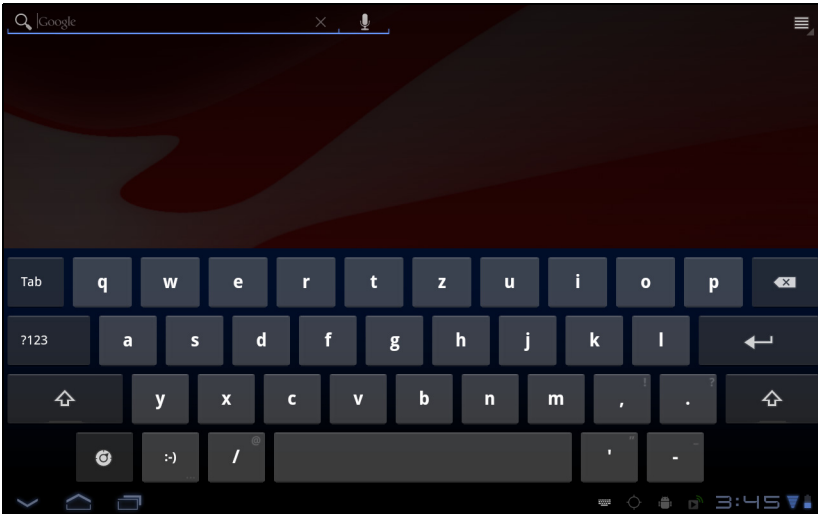 Google
Tab q w e r t z u i o p
?123 a s d f g h j k l
y x c v b n m , ! . ?
:-) ... / @ ' " - _
3:45